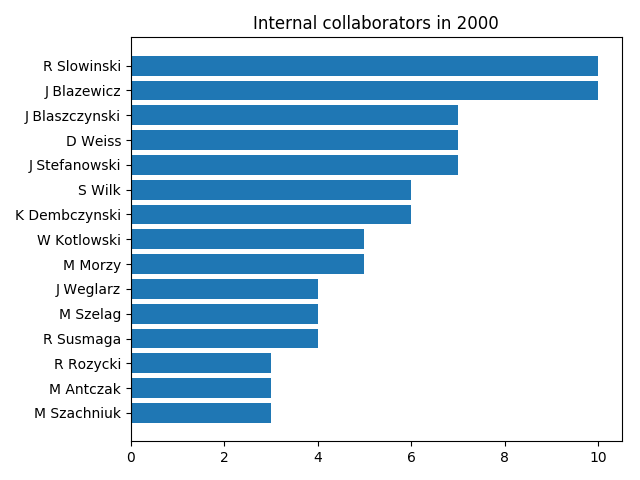 Internal collaborators in 2000
R Slowinski
J Blazewicz
J Blaszczynski
D Weiss
J Stefanowski
S Wilk
K Dembczynski
W Kotlowski
M Morzy
J Weglarz
M Szelag
R Susmaga
R Rozycki
M Antczak
M Szachniuk
0 2 4 6 8 10